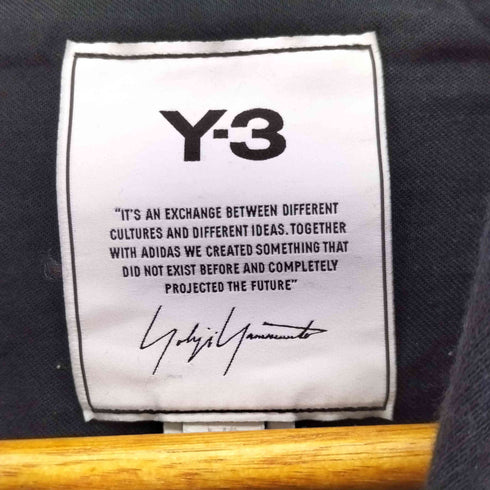 Y-3
“IT’S AN EXCHANGE BETWEEN DIFFERENT
CULTURES AND DIFFERENT IDEAS. TOGETHER
WITH ADIDAS WE CREATED SOMETHING THAT
DID NOT EXIST BEFORE AND COMPLETELY
PROJECTED THE FUTURE”
Yohji Yamamoto